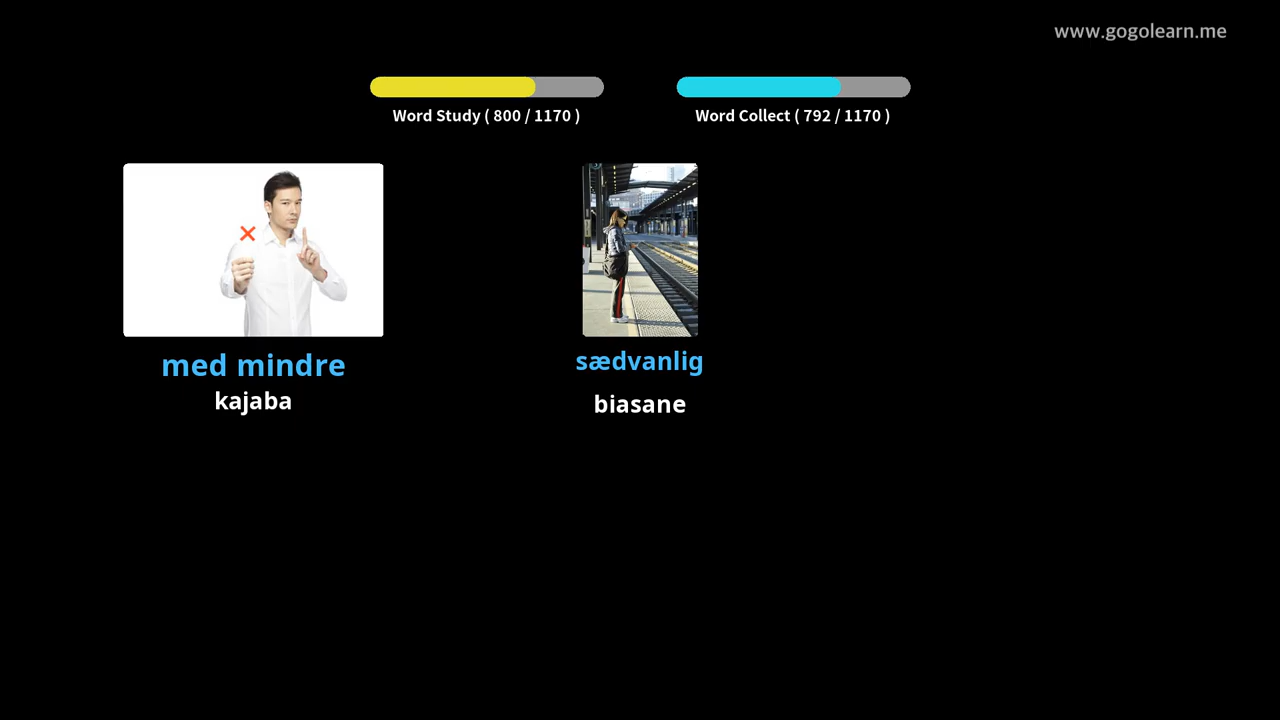 www.gogolearn.me
Word Study ( 800 / 1170 )
Word Collect ( 792 / 1170 )
med mindre
kajaba
sædvanlig
biasane